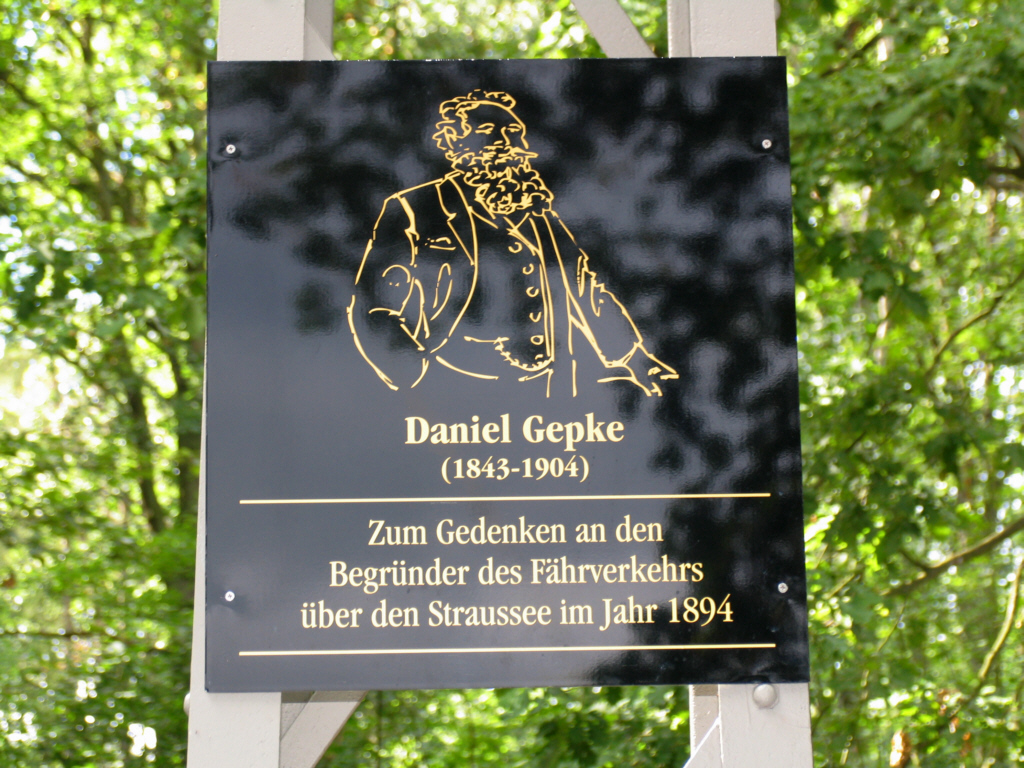 Daniel Gepke
(1843-1904)
Zum Gedenken an den
Begründer des Fährverkehrs
über den Straussee im Jahr 1894